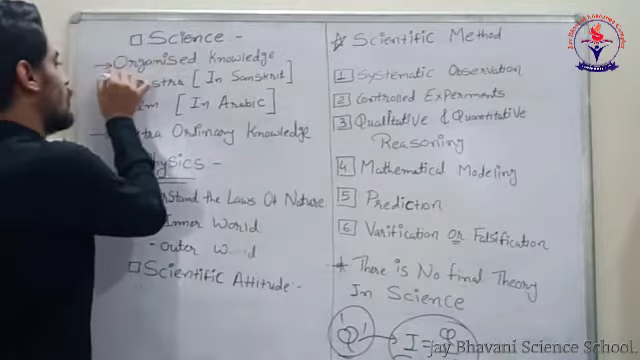 Science -
→ Organised Knowledge
stra [ In Sanskrit ]
[ In Arabic ]
Ordinary Knowledge
Physics -
Stand the Laws Of Nature
Inner World
- Outer
Scientific Attitude -
Scientific Method
1 Systematic Observation
2 Controlled Experiments
3 Qualitative & Quantitative
Reasoning
4 Mathematical Modeling
5 Prediction
6 Varification or Falsification
There is No final Theory
In Science
Jay Bhavani Science School